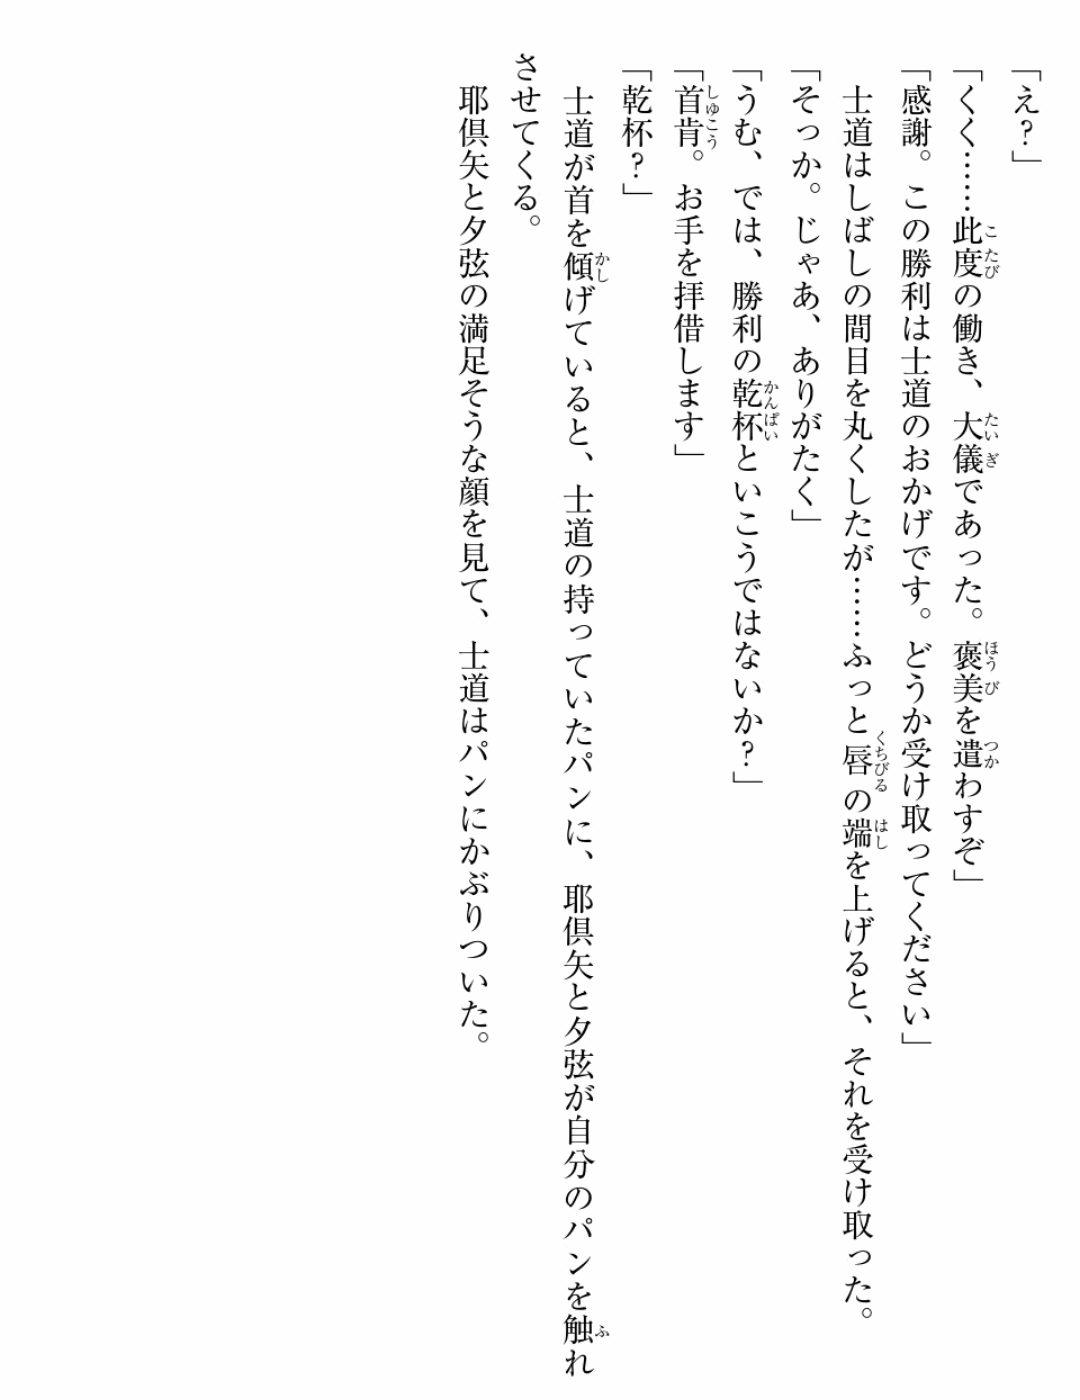 「え？」
「くく……此度の働き、大儀であった。褒美を遣わすぞ」
「感謝。この勝利は士道のおかげです。どうか受け取ってください」
士道はしばしの間目を丸くしたが……ふっと唇の端を上げると、それを受け取った。
「そっか。じゃあ、ありがたく」
「うむ、では、勝利の乾杯といこうではないか？」
「首肯。お手を拝借します」
「乾杯？」
士道が首を傾げていると、士道の持っていたパンに、耶倶矢と夕弦が自分のパンを触れ
させてくる。
耶倶矢と夕弦の満足そうな顔を見て、士道はパンにかぶりついた。